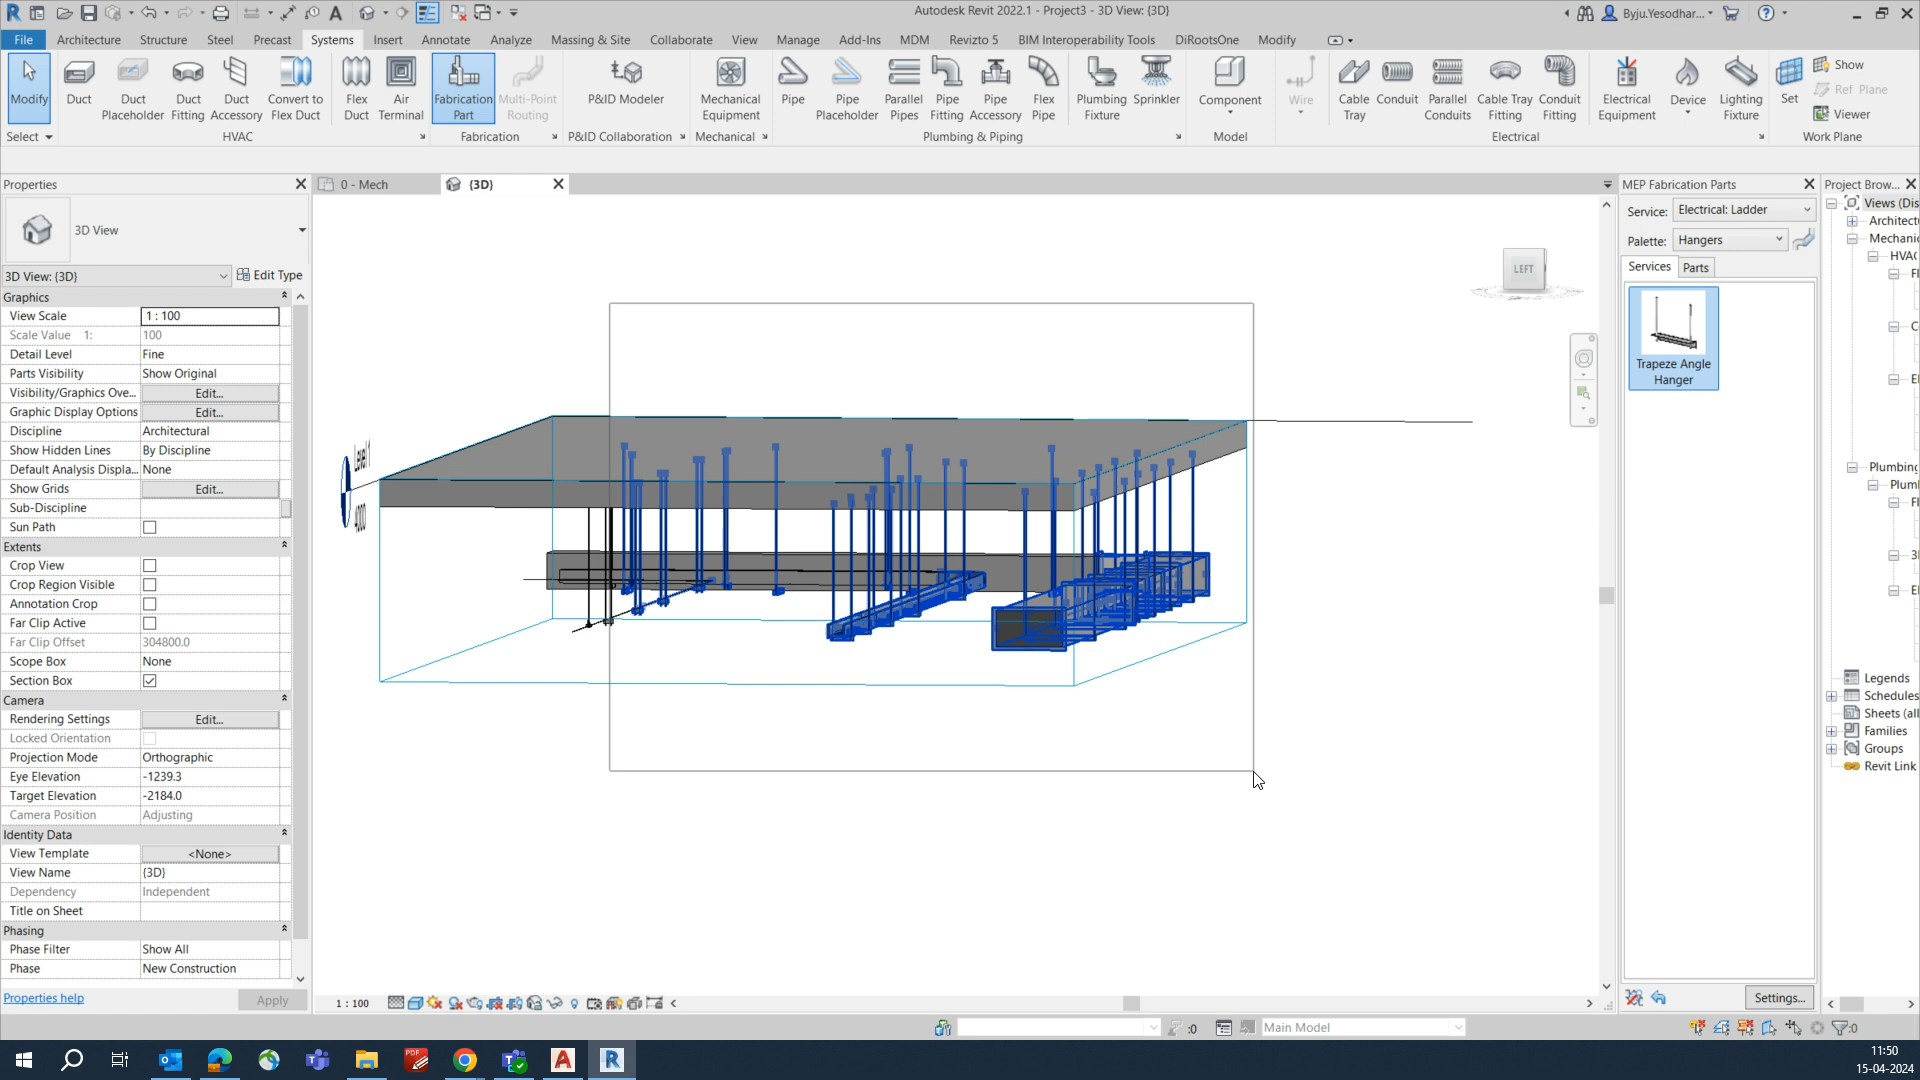 Autodesk Revit 2022.1 - Project3 - 3D View: {3D}
Byju.Yesodhar...
File Architecture Structure Steel Precast Systems Insert Annotate Analyze Massing & Site Collaborate View Manage Add-Ins MDM Revizto 5 BIM Interoperability Tools DiRootsOne Modify
Modify Duct Duct Placeholder Duct Fitting Duct Accessory Convert to Flex Duct Flex Duct Air Terminal Fabrication Part Multi-Point Routing P&ID Modeler Mechanical Equipment Pipe Pipe Placeholder Parallel Pipes Pipe Fitting Pipe Accessory Flex Pipe Plumbing Fixture Sprinkler Component Wire Cable Tray Conduit Parallel Conduits Cable Tray Fitting Conduit Fitting Electrical Equipment Device Lighting Fixture Set Show
Ref Plane
Viewer
Select HVAC Fabrication P&ID Collaboration Mechanical Plumbing & Piping Model Electrical Work Plane
Properties
0 - Mech
{3D}
MEP Fabrication Parts
Project Brow...
3D View
3D View: {3D}
Edit Type
Graphics
View Scale 1 : 100
Scale Value 1: 100
Detail Level Fine
Parts Visibility Show Original
Visibility/Graphics Ove... Edit...
Graphic Display Options Edit...
Discipline Architectural
Show Hidden Lines By Discipline
Default Analysis Displa... None
Show Grids Edit...
Sub-Discipline
Sun Path
Extents
Crop View
Crop Region Visible
Annotation Crop
Far Clip Active
Far Clip Offset 304800.0
Scope Box None
Section Box
Camera
Rendering Settings Edit...
Locked Orientation
Projection Mode Orthographic
Eye Elevation -1239.3
Target Elevation -2184.0
Camera Position Adjusting
Identity Data
View Template <None>
View Name {3D}
Dependency Independent
Title on Sheet
Phasing
Phase Filter Show All
Phase New Construction
Properties help
Apply
Level 1
4000
LEFT
1 : 100
Service: Electrical: Ladder
Palette: Hangers
Services Parts
Trapeze Angle
Hanger
Settings...
Views (Dis
Architectu
Mechanic
HVAC
Fl
C
El
Plumbing
Plumb
Fl
3I
El
Legends
Schedules
Sheets (all
Families
Groups
Revit Link
:0
Main Model
:0
11:50
15-04-2024